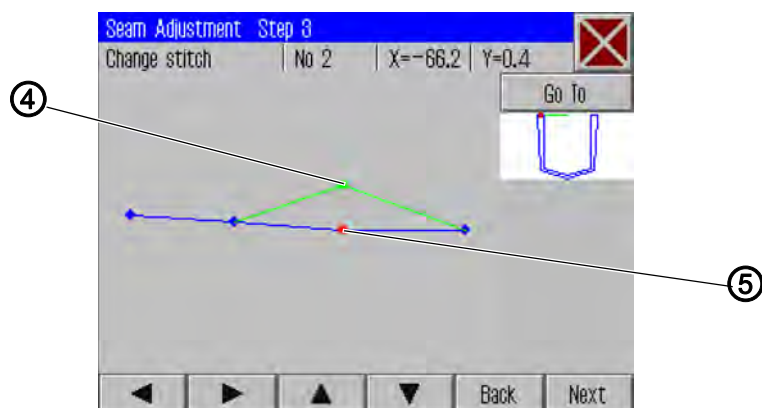 Seam Adjustment Step 3
Change stitch No 2 X=-66.2 Y=0.4
Go To
④
⑤
◀ ▶ ▲ ▼ Back Next